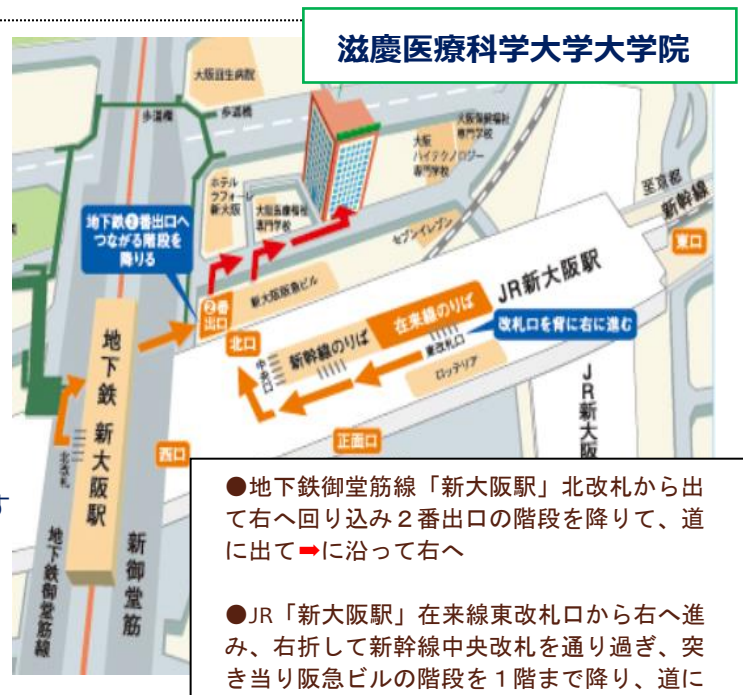 滋慶医療科学大学大学院
大阪回生病院
歩道橋
歩道橋
大阪保健福祉
専門学校
大阪
ハイテクノロジー
専門学校
ホテル
ラフォーレ
新大阪
大阪医療福祉
専門学校
至京都
新幹線
東口
地下鉄❷番出口へ
つながる階段を
降りる
セブンイレブン
新大阪阪急ビル
❷番
出口
JR新大阪駅
北口
在来線のりば
新幹線のりば
改札口を背に右に進む
中央口
東改札口
ロッテリア
地下鉄 新大阪駅
北改札
西口
正面口
JR新大阪
す
新御堂筋
地下鉄御堂筋線
●地下鉄御堂筋線「新大阪駅」北改札から出
て右へ回り込み２番出口の階段を降りて、道
に出て➡に沿って右へ
●JR「新大阪駅」在来線東改札口から右へ進
み、右折して新幹線中央改札を通り過ぎ、突
き当り阪急ビルの階段を１階まで降り、道に